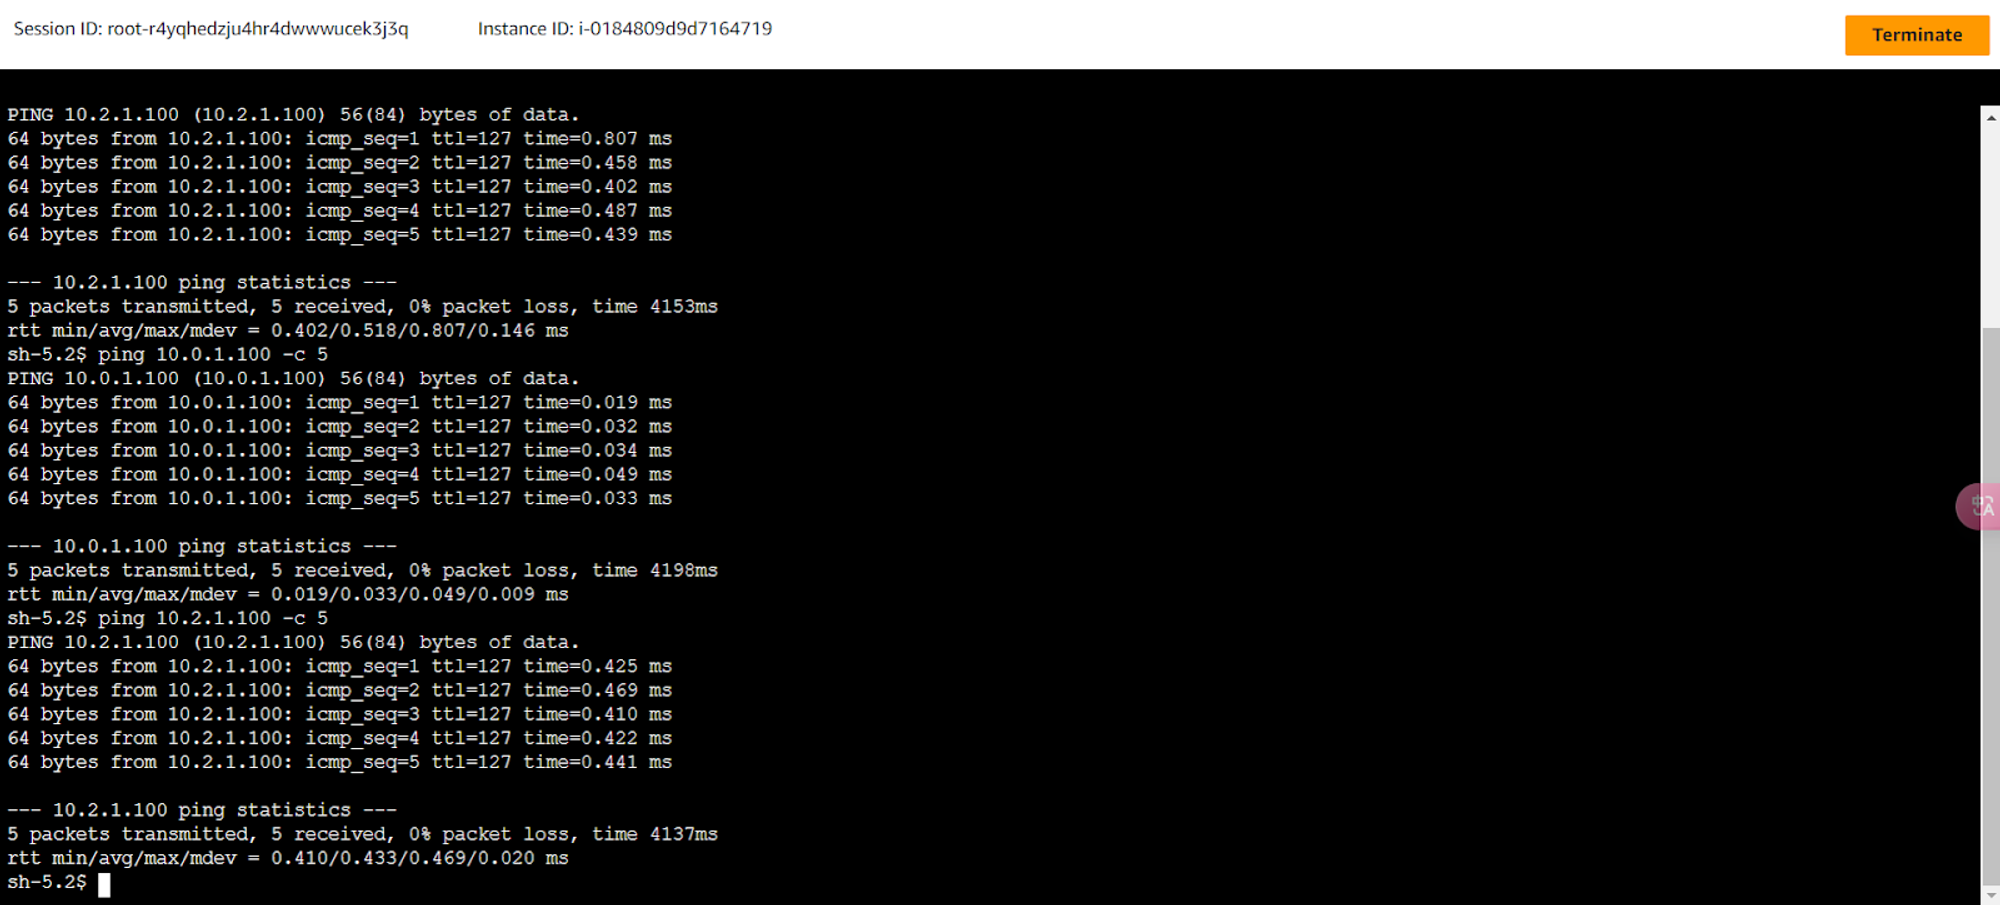 Session ID: root-r4yqhedzju4hr4dwwwucek3j3q Instance ID: i-0184809d9d7164719
Terminate
PING 10.2.1.100 (10.2.1.100) 56(84) bytes of data.
64 bytes from 10.2.1.100: icmp_seq=1 ttl=127 time=0.807 ms
64 bytes from 10.2.1.100: icmp_seq=2 ttl=127 time=0.458 ms
64 bytes from 10.2.1.100: icmp_seq=3 ttl=127 time=0.402 ms
64 bytes from 10.2.1.100: icmp_seq=4 ttl=127 time=0.487 ms
64 bytes from 10.2.1.100: icmp_seq=5 ttl=127 time=0.439 ms
--- 10.2.1.100 ping statistics ---
5 packets transmitted, 5 received, 0% packet loss, time 4153ms
rtt min/avg/max/mdev = 0.402/0.518/0.807/0.146 ms
sh-5.2$ ping 10.0.1.100 -c 5
PING 10.0.1.100 (10.0.1.100) 56(84) bytes of data.
64 bytes from 10.0.1.100: icmp_seq=1 ttl=127 time=0.019 ms
64 bytes from 10.0.1.100: icmp_seq=2 ttl=127 time=0.032 ms
64 bytes from 10.0.1.100: icmp_seq=3 ttl=127 time=0.034 ms
64 bytes from 10.0.1.100: icmp_seq=4 ttl=127 time=0.049 ms
64 bytes from 10.0.1.100: icmp_seq=5 ttl=127 time=0.033 ms
--- 10.0.1.100 ping statistics ---
5 packets transmitted, 5 received, 0% packet loss, time 4198ms
rtt min/avg/max/mdev = 0.019/0.033/0.049/0.009 ms
sh-5.2$ ping 10.2.1.100 -c 5
PING 10.2.1.100 (10.2.1.100) 56(84) bytes of data.
64 bytes from 10.2.1.100: icmp_seq=1 ttl=127 time=0.425 ms
64 bytes from 10.2.1.100: icmp_seq=2 ttl=127 time=0.469 ms
64 bytes from 10.2.1.100: icmp_seq=3 ttl=127 time=0.410 ms
64 bytes from 10.2.1.100: icmp_seq=4 ttl=127 time=0.422 ms
64 bytes from 10.2.1.100: icmp_seq=5 ttl=127 time=0.441 ms
--- 10.2.1.100 ping statistics ---
5 packets transmitted, 5 received, 0% packet loss, time 4137ms
rtt min/avg/max/mdev = 0.410/0.433/0.469/0.020 ms
sh-5.2$